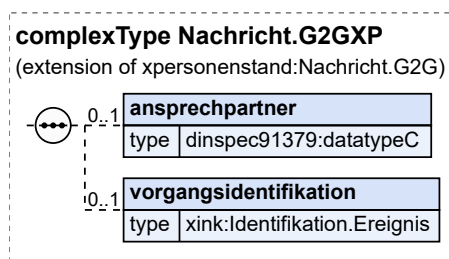 complexType Nachricht.G2GXP
(extension of xpersonenstand:Nachricht.G2G)
0..1 ansprechpartner
type dinspec91379:datatypeC
0..1 vorgangsidentifikation
type xink:Identifikation.Ereignis